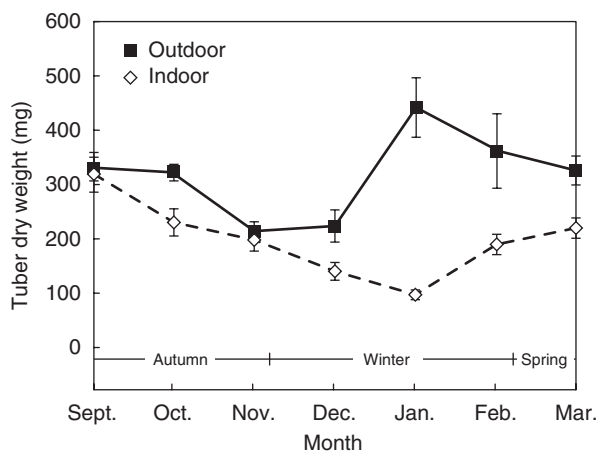 600
500
400
300
200
100
0
Tuber dry weight (mg)
Outdoor
Indoor
Autumn Winter Spring
Sept. Oct. Nov. Dec. Jan. Feb. Mar.
Month